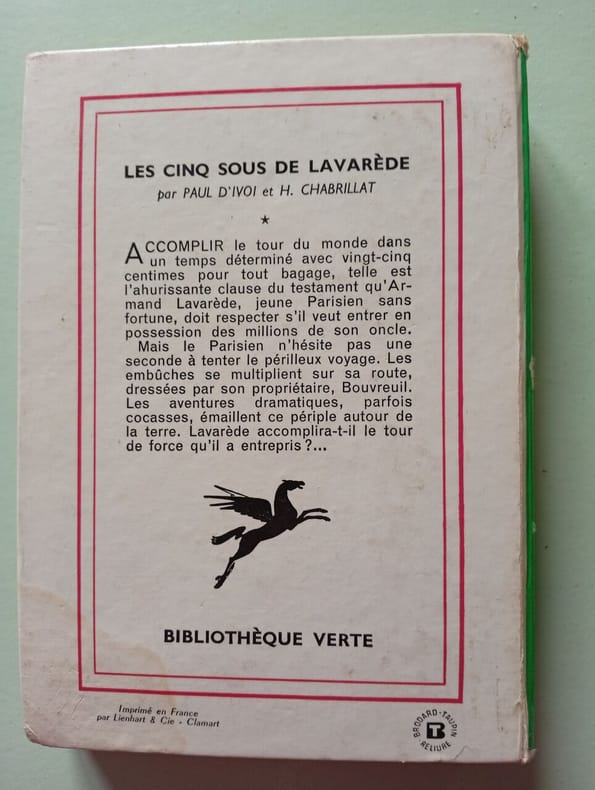 LES CINQ SOUS DE LAVARÈDE
par PAUL D'IVOI et H. CHABRILLAT
*
ACCOMPLIR le tour du monde dans
un temps déterminé avec vingt-cinq
centimes pour tout bagage, telle est
l'ahurissante clause du testament qu'Ar-
mand Lavarède, jeune Parisien sans
fortune, doit respecter s'il veut entrer en
possession des millions de son oncle.
Mais le Parisien n'hésite pas une
seconde à tenter le périlleux voyage. Les
embûches se multiplient sur sa route,
dressées par son propriétaire, Bouvreuil.
Les aventures dramatiques, parfois
cocasses, émaillent ce périple autour de
la terre. Lavarède accomplira-t-il le tour
de force qu'il a entrepris ?...
BIBLIOTHÈQUE VERTE
Imprimé en France
par Lienhart & Cie - Clamart
BRODARD-TAUPIN
RELIURE